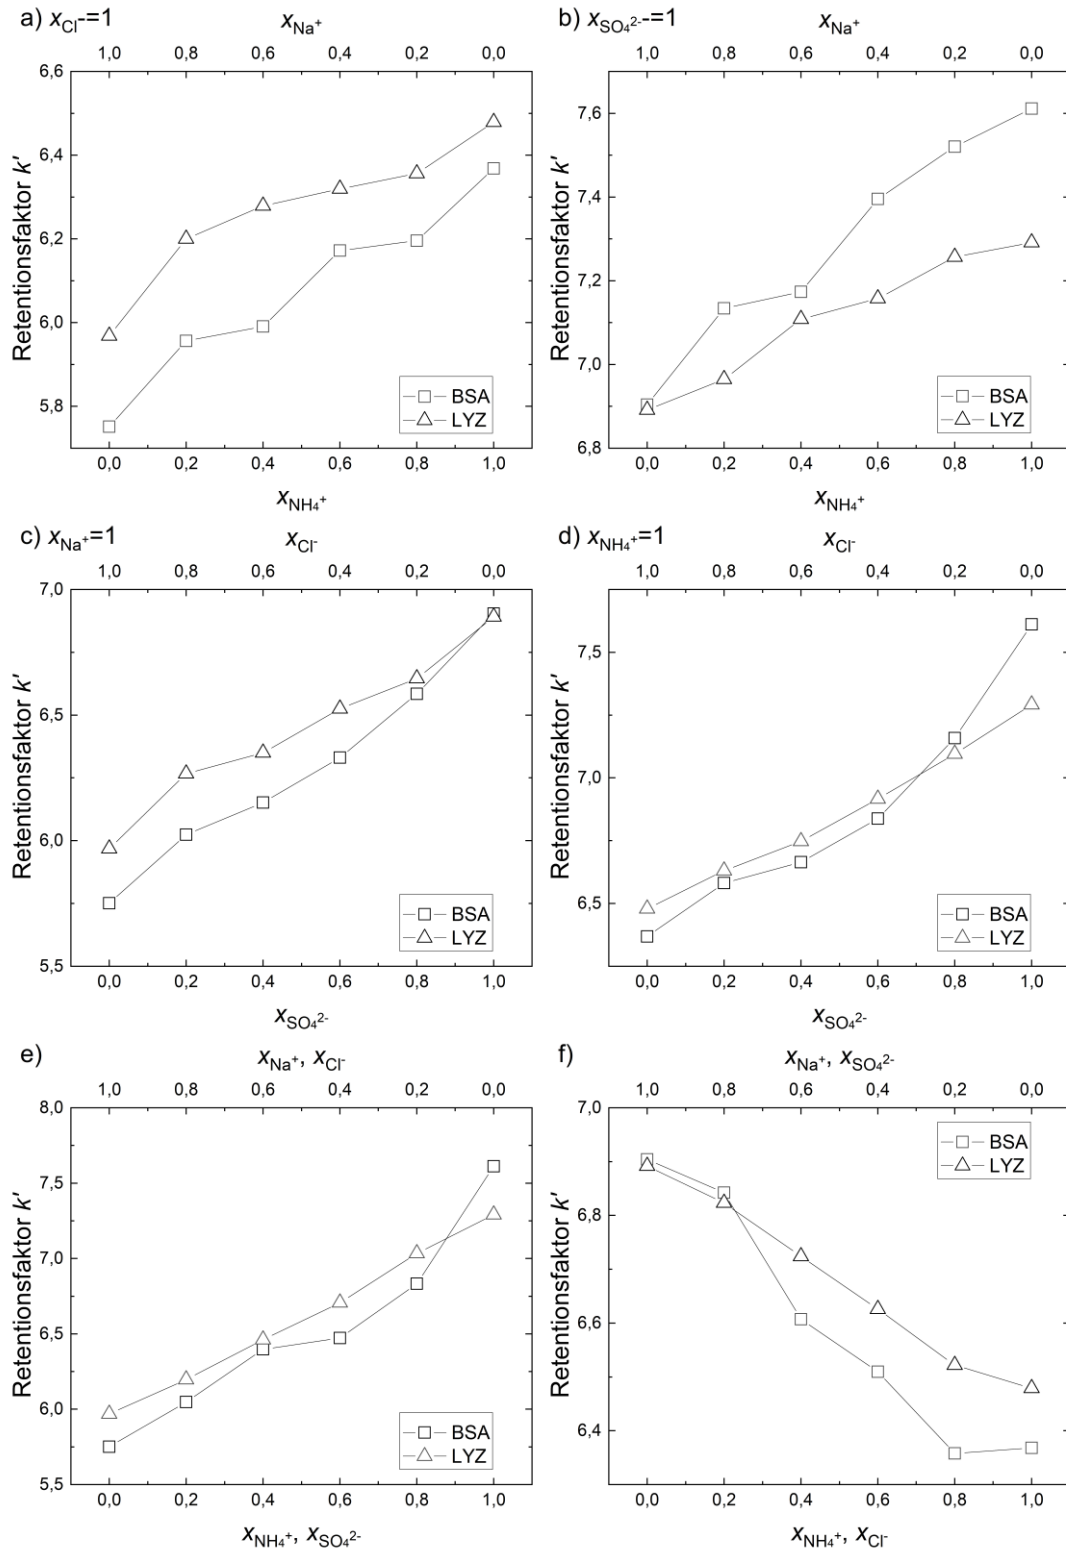 a) xCl-=1 xNa+
1,0 0,8 0,6 0,4 0,2 0,0
6,6
6,4
6,2
6,0
5,8
Retentionsfaktor k'
BSA
LYZ
0,0 0,2 0,4 0,6 0,8 1,0
xNH₄+
b) xSO₄2-=1 xNa+
1,0 0,8 0,6 0,4 0,2 0,0
7,6
7,4
7,2
7,0
6,8
Retentionsfaktor k'
BSA
LYZ
0,0 0,2 0,4 0,6 0,8 1,0
xNH₄+
c) xNa+=1 xCl-
1,0 0,8 0,6 0,4 0,2 0,0
7,0
6,5
6,0
5,5
Retentionsfaktor k'
BSA
LYZ
0,0 0,2 0,4 0,6 0,8 1,0
xSO₄2-
d) xNH₄+=1 xCl-
1,0 0,8 0,6 0,4 0,2 0,0
7,5
7,0
6,5
Retentionsfaktor k'
BSA
LYZ
0,0 0,2 0,4 0,6 0,8 1,0
xSO₄2-
e) xNa+, xCl-
1,0 0,8 0,6 0,4 0,2 0,0
8,0
7,5
7,0
6,5
6,0
5,5
Retentionsfaktor k'
BSA
LYZ
0,0 0,2 0,4 0,6 0,8 1,0
xNH₄+, xSO₄2-
f) xNa+, xSO₄2-
1,0 0,8 0,6 0,4 0,2 0,0
7,0
6,8
6,6
6,4
Retentionsfaktor k'
BSA
LYZ
0,0 0,2 0,4 0,6 0,8 1,0
xNH₄+, xCl-